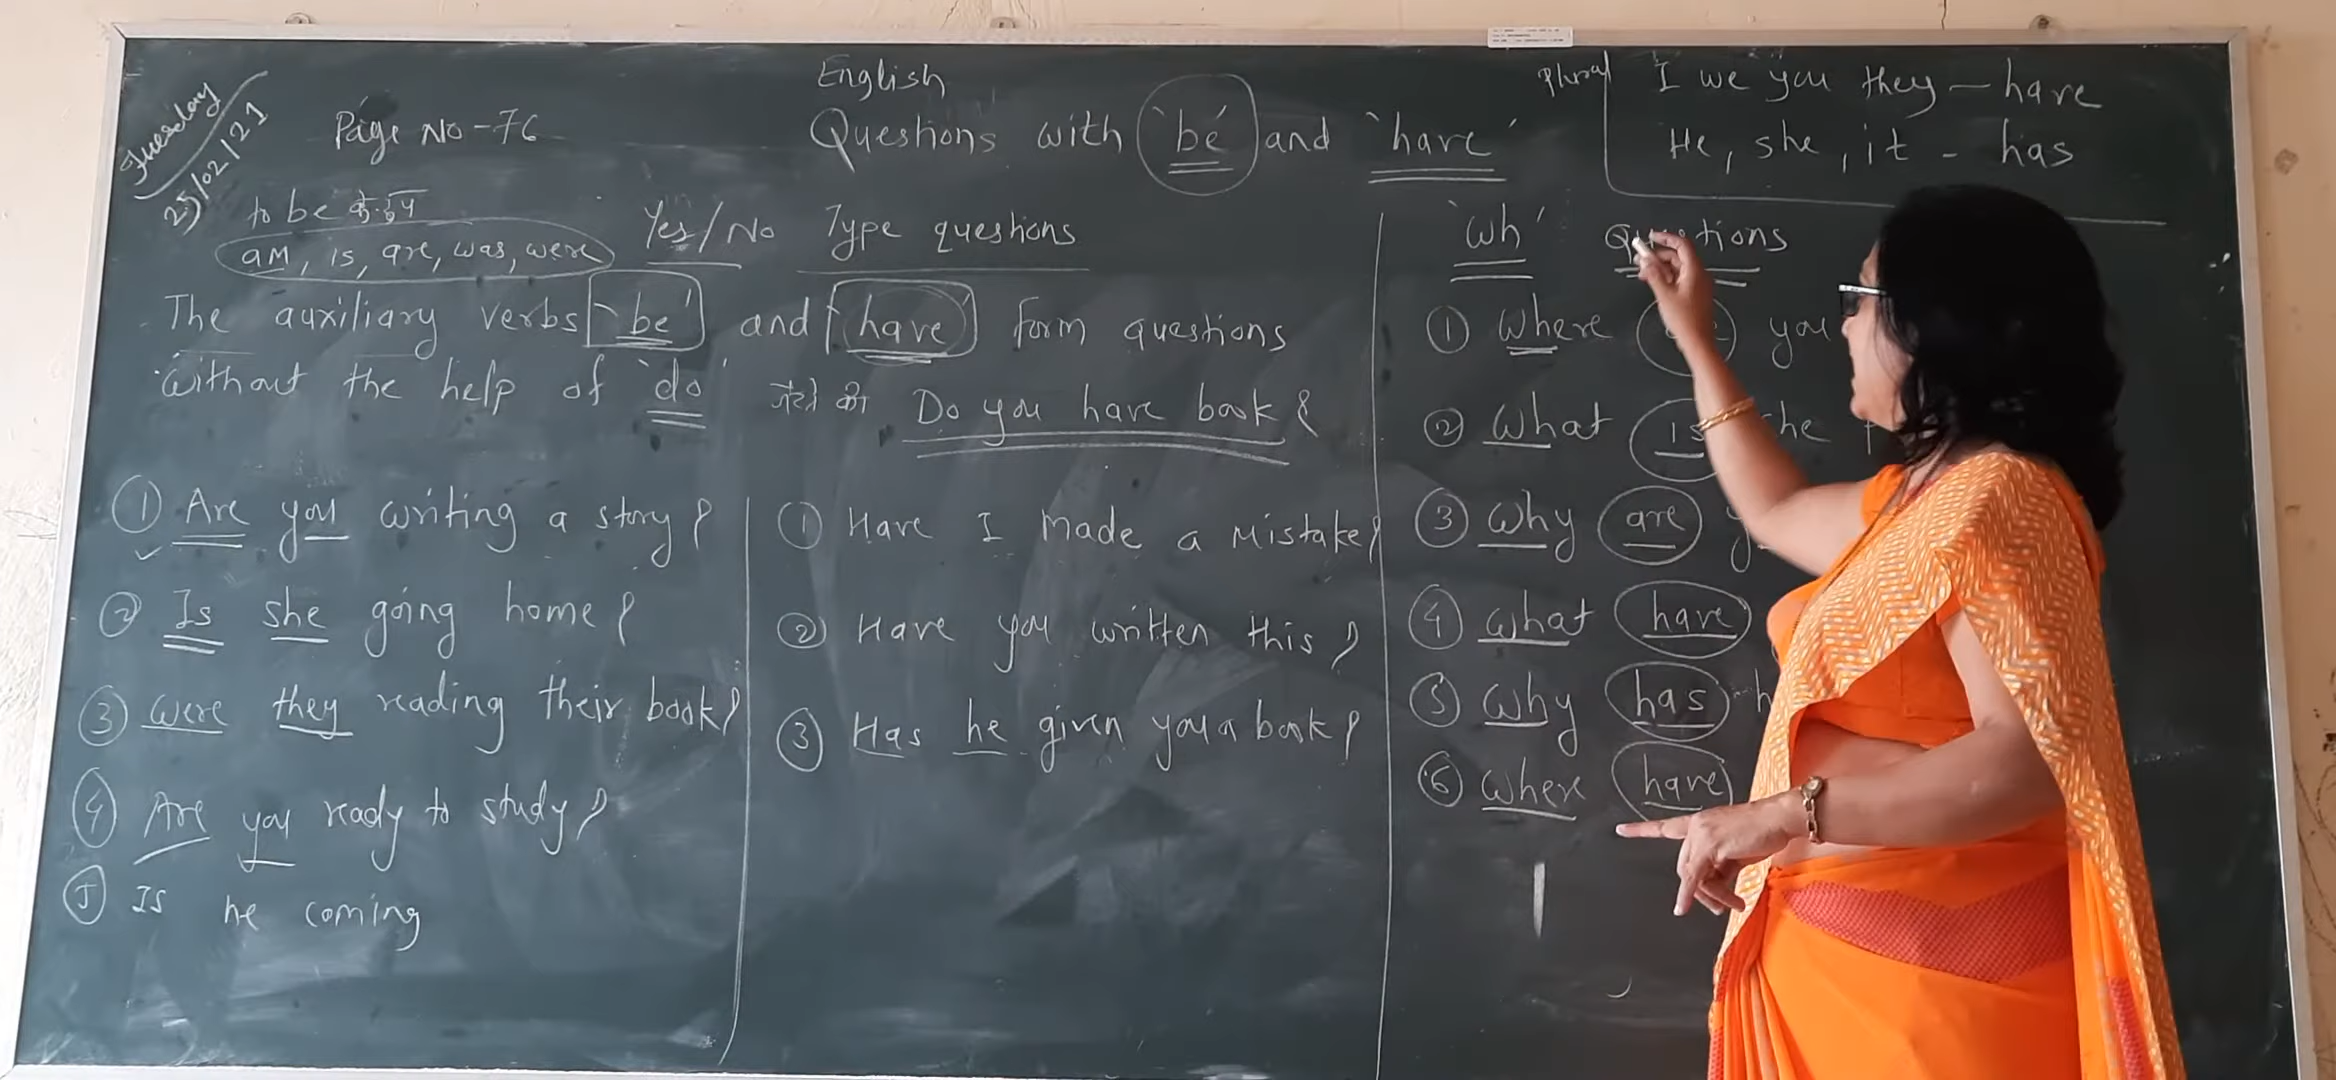 Tuesday
25/02/21
Page No - 76
English
Questions with 'be' and 'have'
Plural
I we you they - have
He, she, it - has
to be
am, is, are, was, were
Yes/No Type questions
The auxiliary verbs 'be' and 'have' form questions
without the help of 'do'
Do you have book?
① Are you writing a story?
② Is she going home?
③ were they reading their book?
④ Are you ready to study?
⑤ Is he coming
① Have I made a mistake?
② Have you written this?
③ Has he given you a book?
'wh' Questions
① Where you
② What is he
③ Why are
④ What have
⑤ Why has
⑥ Where have